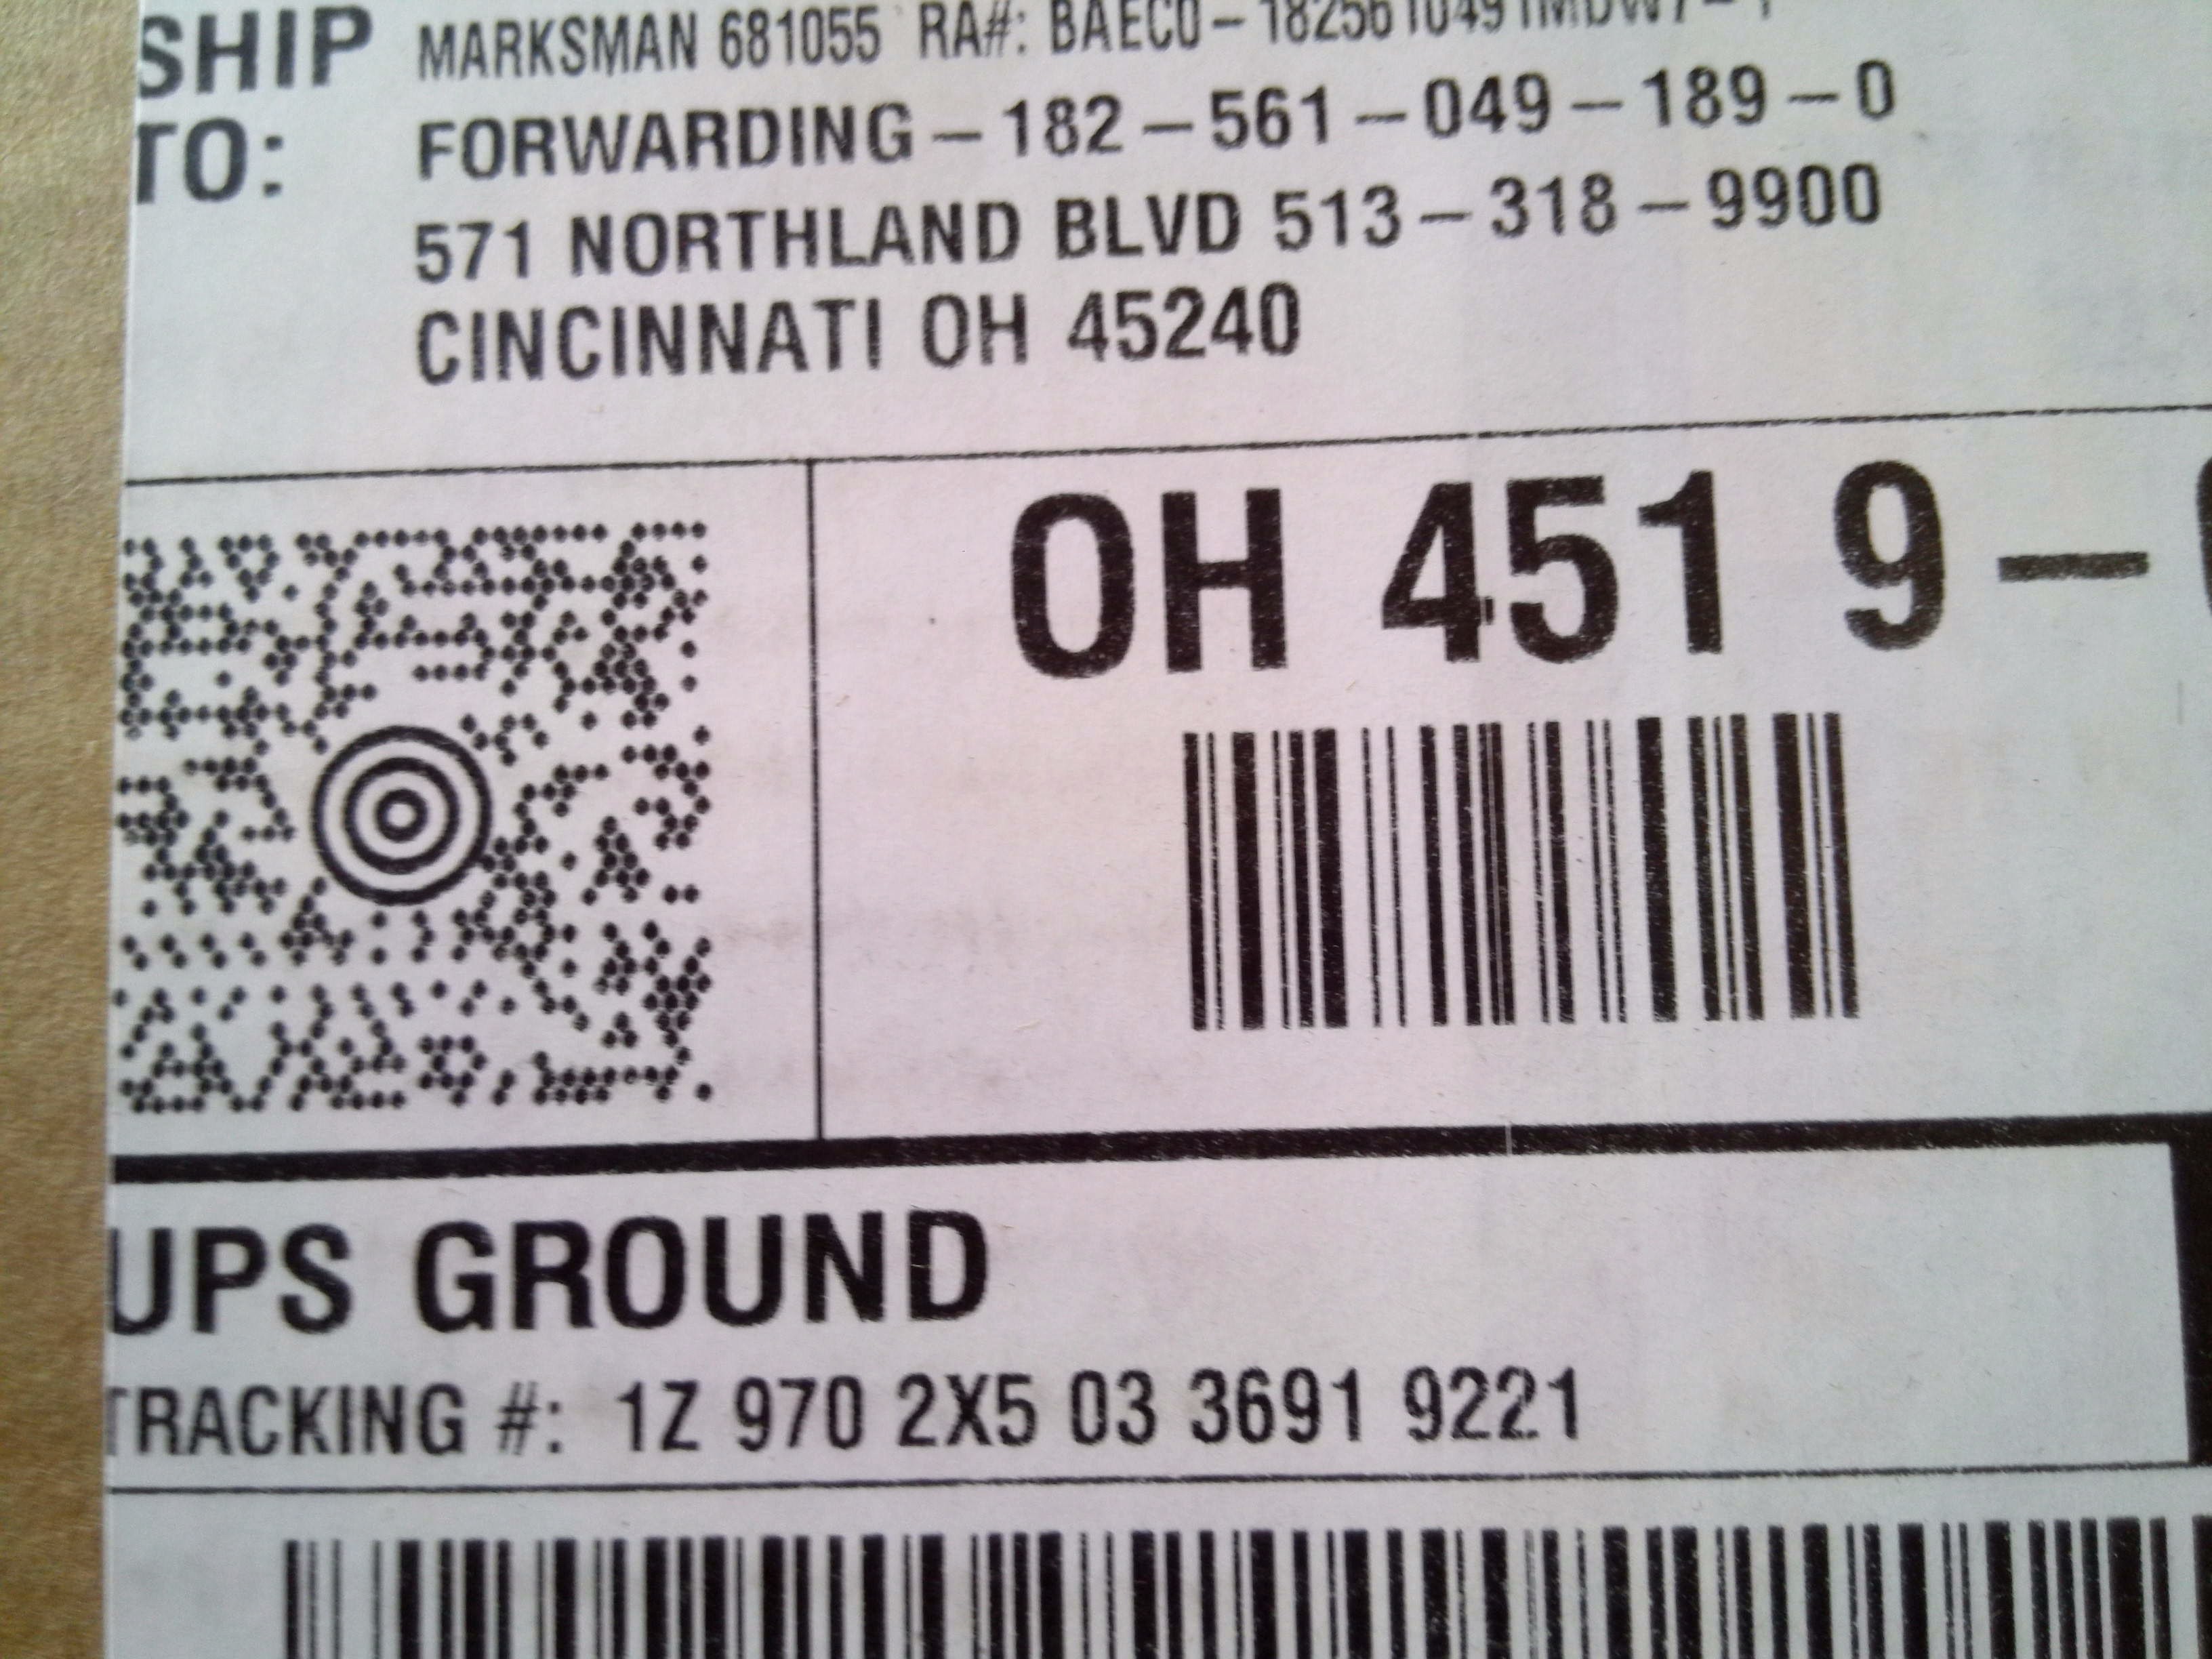 SHIP MARKSMAN 681055 RA#:
TO: FORWARDING-182-561-049-189-0
571 NORTHLAND BLVD 513-318-9900
CINCINNATI OH 45240
OH 451 9-
UPS GROUND
TRACKING #: 1Z 970 2X5 03 3691 9221